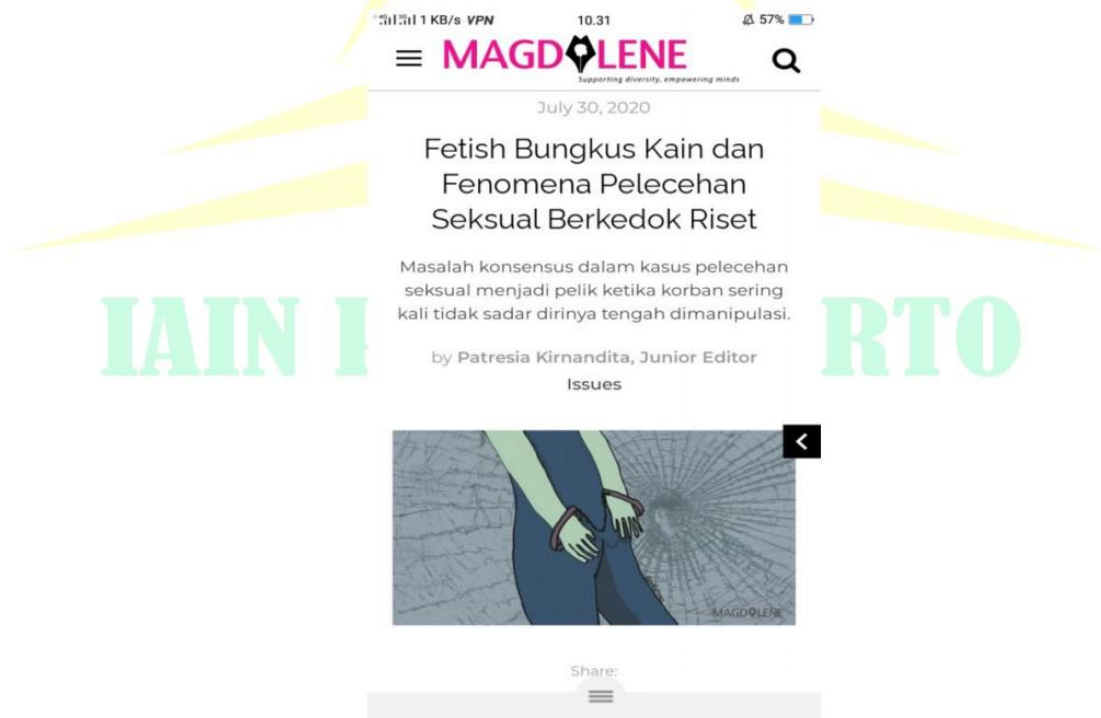 1 KB/s VPN 10.31 57%
MAGDALENE
Supporting diversity, empowering minds
July 30, 2020
Fetish Bungkus Kain dan
Fenomena Pelecehan
Seksual Berkedok Riset
Masalah konsensus dalam kasus pelecehan
seksual menjadi pelik ketika korban sering
kali tidak sadar dirinya tengah dimanipulasi.
IAIN RTO
by Patresia Kirnandita, Junior Editor
Issues
MAGDALENE
Share: